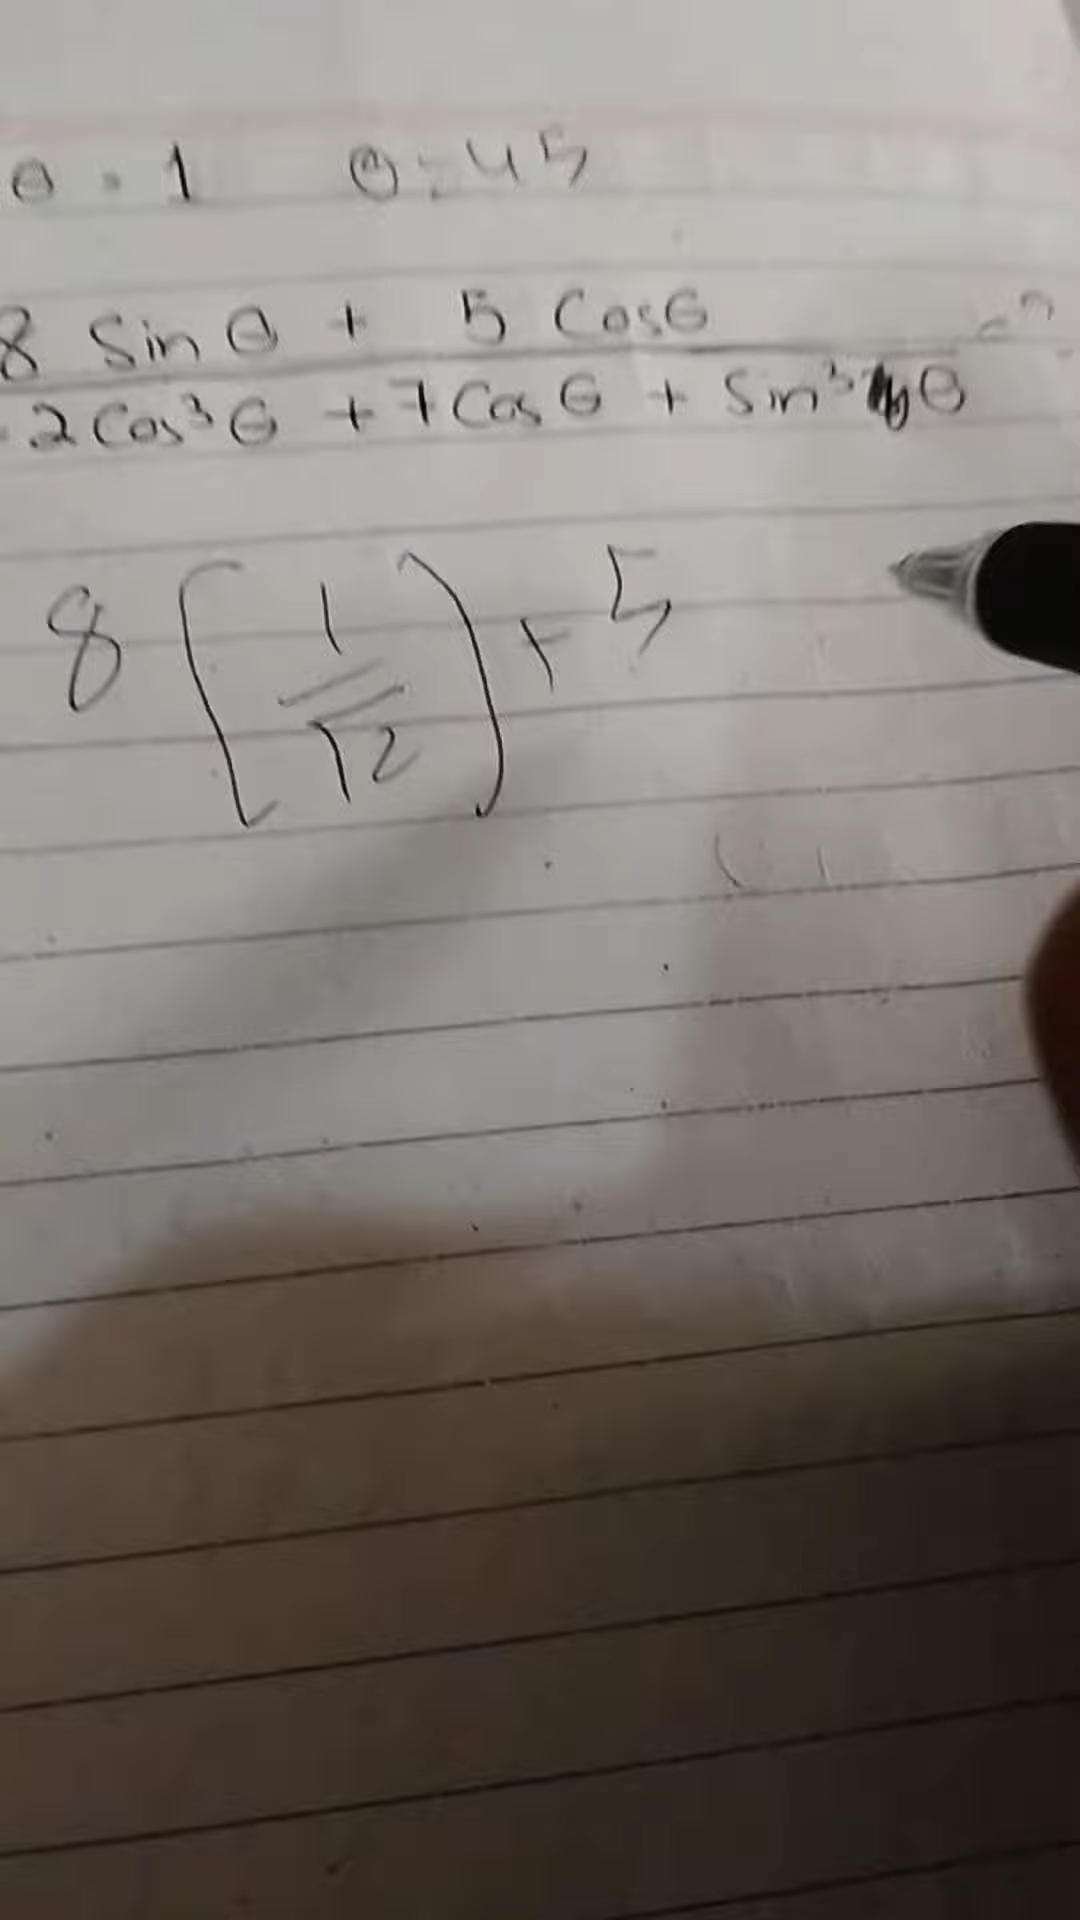 θ = 1 θ = 45
8 Sin θ + 5 Cos θ
2 Cos³ θ + 7 Cos θ + Sin³ θ
8 ( 1 / √2 ) + 5